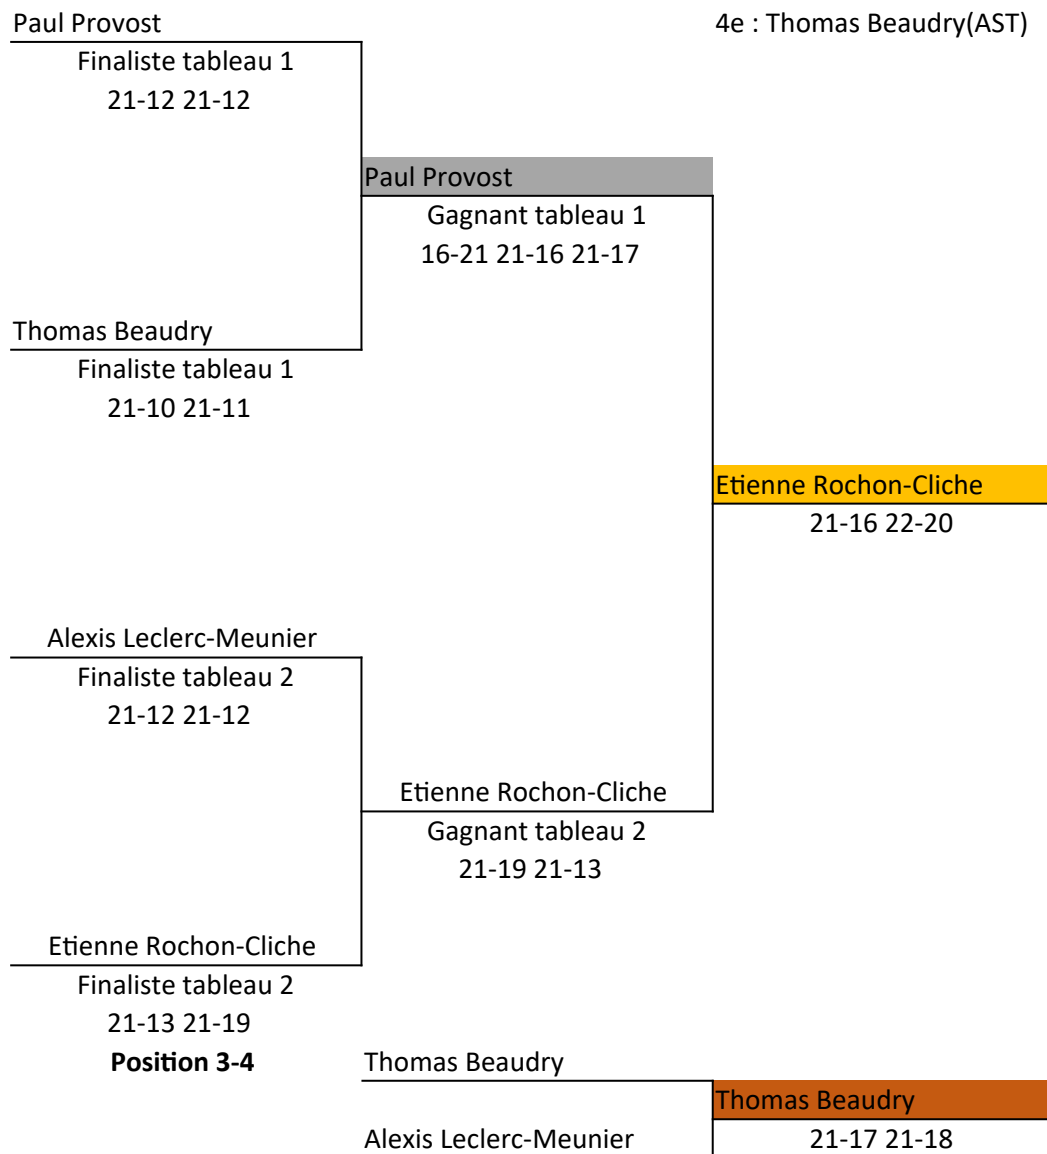 Paul Provost
4e : Thomas Beaudry(AST)
Finaliste tableau 1
21-12 21-12
Paul Provost
Gagnant tableau 1
16-21 21-16 21-17
Thomas Beaudry
Finaliste tableau 1
21-10 21-11
Etienne Rochon-Cliche
21-16 22-20
Alexis Leclerc-Meunier
Finaliste tableau 2
21-12 21-12
Etienne Rochon-Cliche
Gagnant tableau 2
21-19 21-13
Etienne Rochon-Cliche
Finaliste tableau 2
21-13 21-19
Position 3-4
Thomas Beaudry
Thomas Beaudry
Alexis Leclerc-Meunier
21-17 21-18